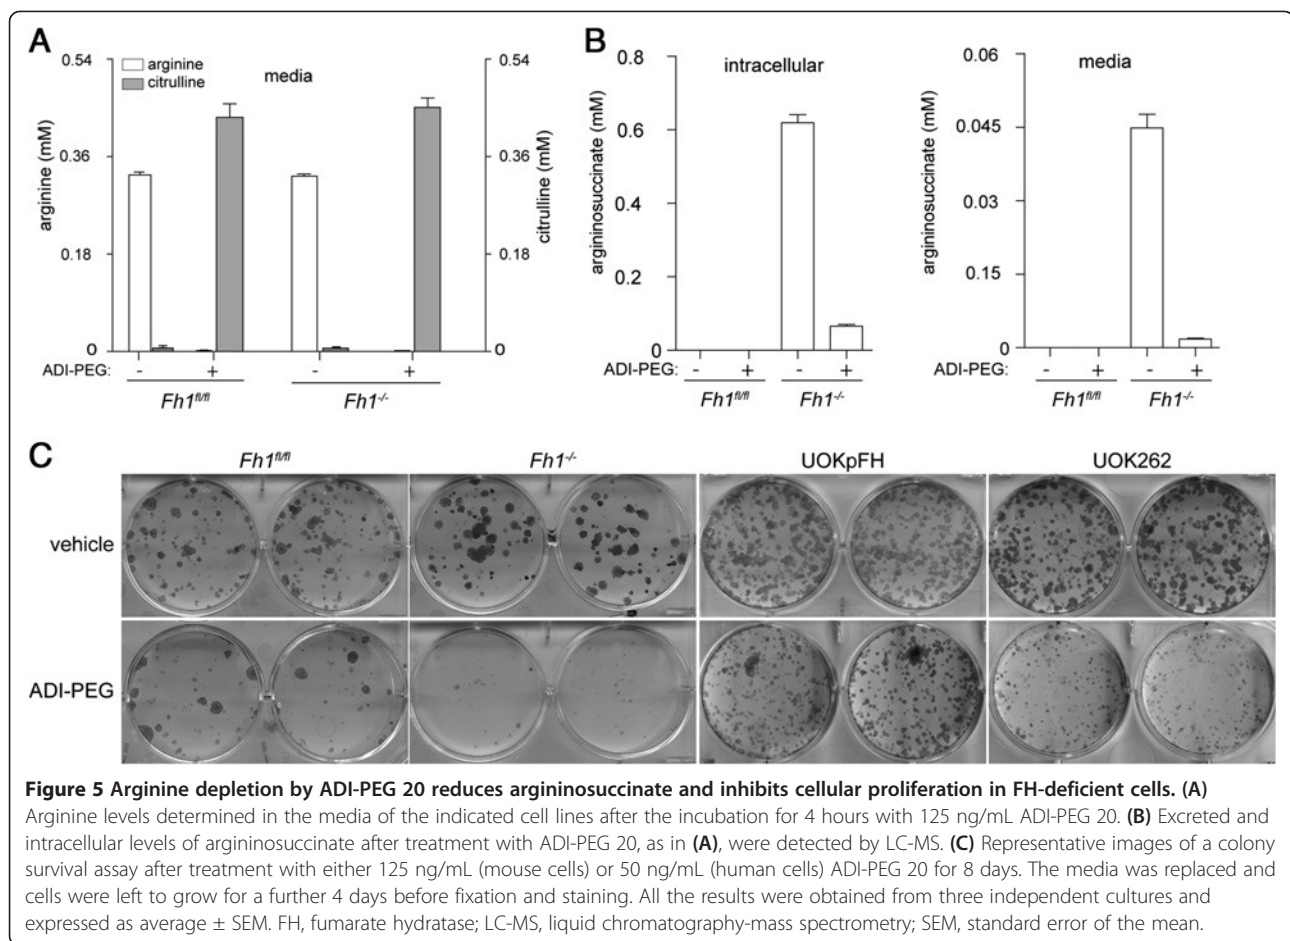 A
0.54
0.36
0.18
0
arginine (mM)
arginine
citrulline
media
0.54
0.36
0.18
0
citrulline (mM)
ADI-PEG: - + - +
Fh1fl/fl Fh1-/-
B
0.8
0.6
0.4
0.2
0
argininosuccinate (mM)
intracellular
ADI-PEG: - + - +
Fh1fl/fl Fh1-/-
0.06
0.045
0.03
0.15
0
argininosuccinate (mM)
media
ADI-PEG: - + - +
Fh1fl/fl Fh1-/-
C
Fh1fl/fl Fh1-/- UOKpFH UOK262
vehicle
ADI-PEG
Figure 5 Arginine depletion by ADI-PEG 20 reduces argininosuccinate and inhibits cellular proliferation in FH-deficient cells. (A)
Arginine levels determined in the media of the indicated cell lines after the incubation for 4 hours with 125 ng/mL ADI-PEG 20. (B) Excreted and
intracellular levels of argininosuccinate after treatment with ADI-PEG 20, as in (A), were detected by LC-MS. (C) Representative images of a colony
survival assay after treatment with either 125 ng/mL (mouse cells) or 50 ng/mL (human cells) ADI-PEG 20 for 8 days. The media was replaced and
cells were left to grow for a further 4 days before fixation and staining. All the results were obtained from three independent cultures and
expressed as average ± SEM. FH, fumarate hydratase; LC-MS, liquid chromatography-mass spectrometry; SEM, standard error of the mean.